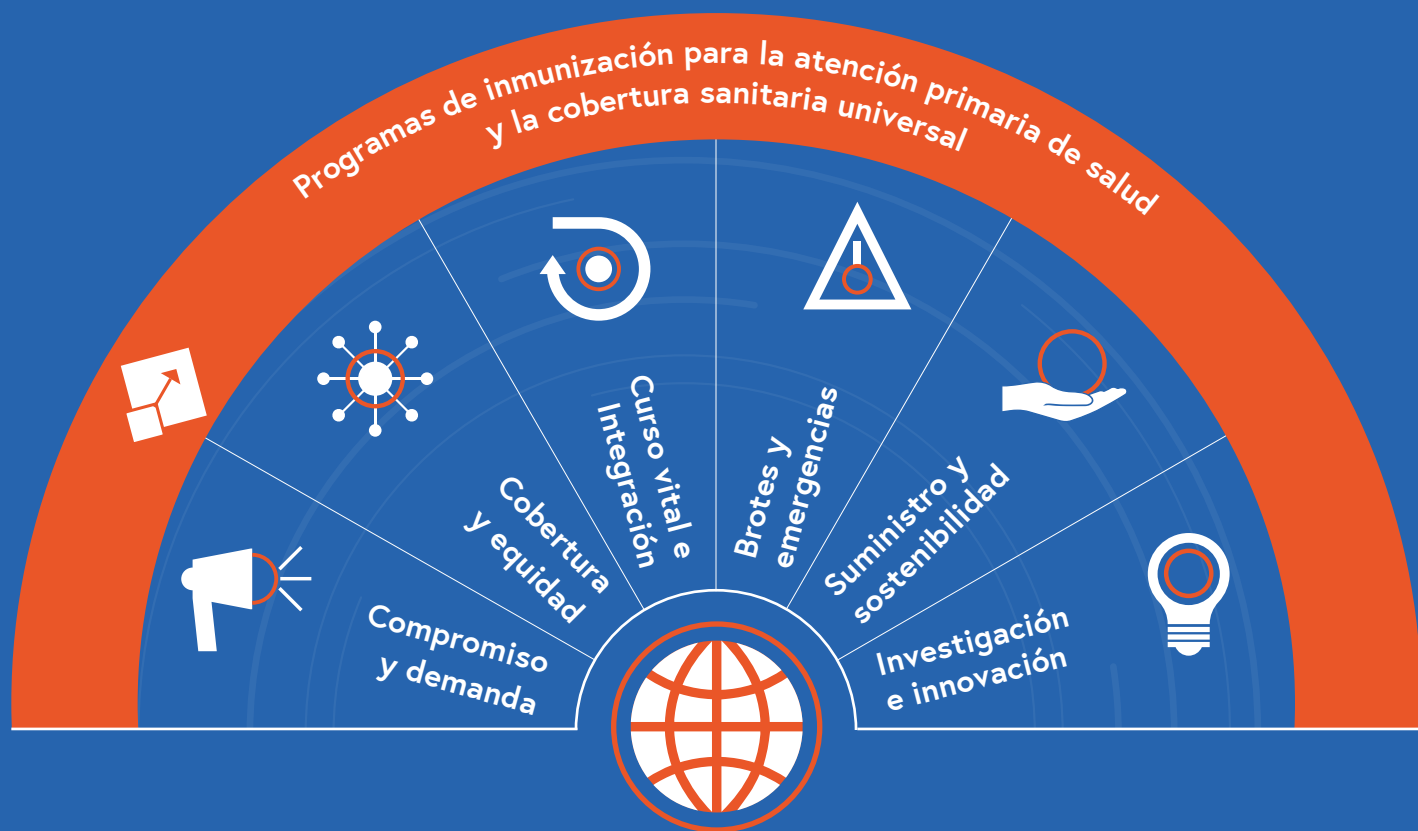 Programas de inmunización para la atención primaria de salud
y la cobertura sanitaria universal
Compromiso
y demanda
Cobertura
y equidad
Curso vital e
Integración
Brotes y
emergencias
Suministro y
sostenibilidad
Investigación
e innovación